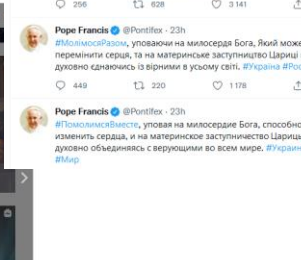 256 628 3 141
Pope Francis @Pontifex · 23h
#МолімосяРазом, уповаючи на милосердя Бога, Який може
перемінити серця, та на материнське заступництво Цариці
духовно єднаючись із вірними в усьому світі. #Україна #Рос
449 220 1 178
Pope Francis @Pontifex · 23h
#ПомолимсяВместе, уповая на милосердие Бога, способно
изменить сердца, и на материнское заступничество Цариць
духовно объединяясь с верующими во всем мире. #Украин
#Мир